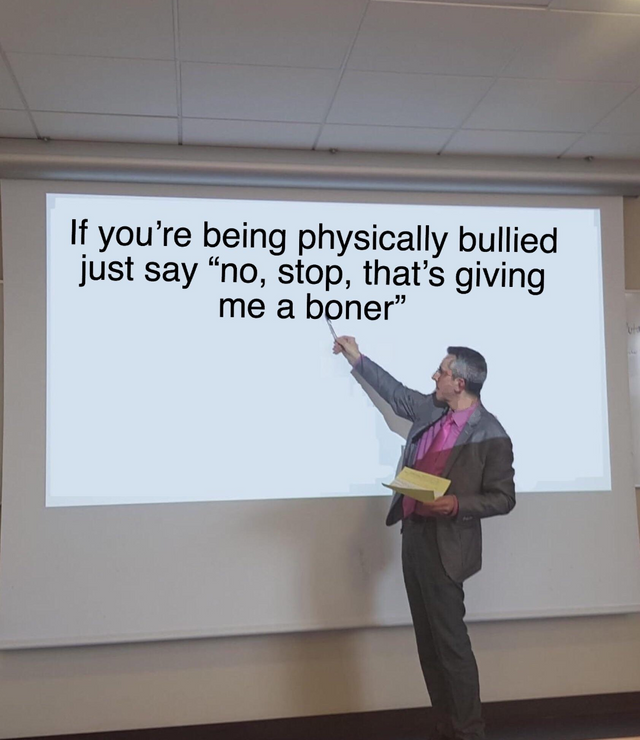 If you’re being physically bullied
just say “no, stop, that’s giving
me a boner”